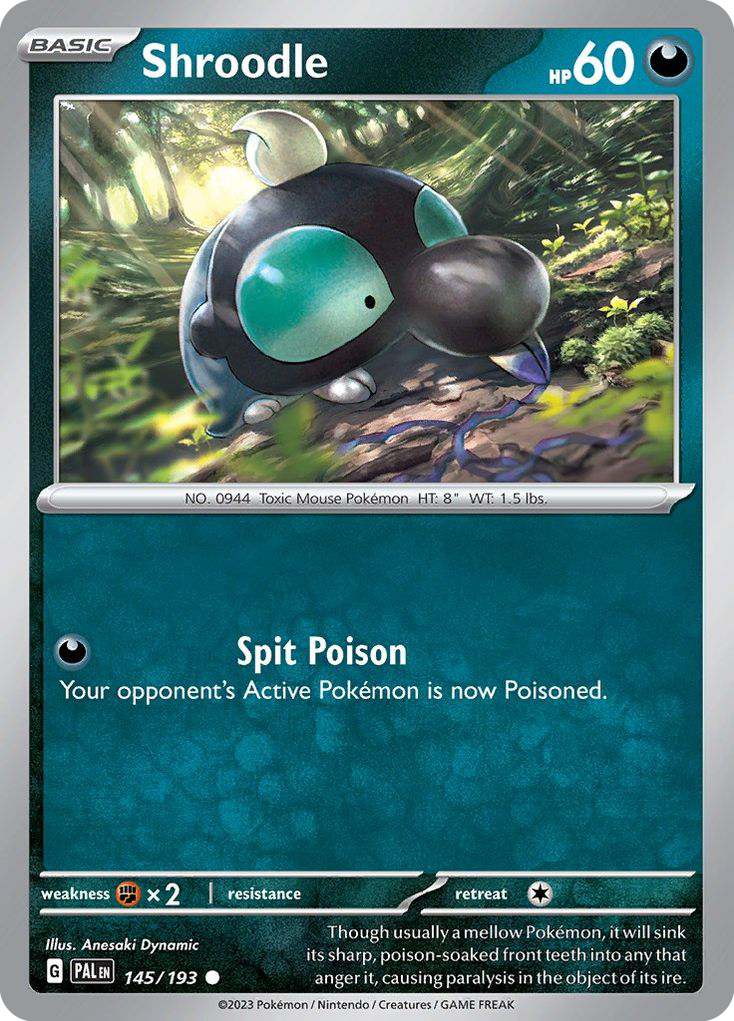 BASIC
Shroodle
HP 60
NO. 0944 Toxic Mouse Pokémon HT: 8" WT: 1.5 lbs.
Spit Poison
Your opponent's Active Pokémon is now Poisoned.
weakness ×2 | resistance retreat
Illus. Anesaki Dynamic
G PAL EN 145/193
Though usually a mellow Pokémon, it will sink
its sharp, poison-soaked front teeth into any that
anger it, causing paralysis in the object of its ire.
©2023 Pokémon / Nintendo / Creatures / GAME FREAK